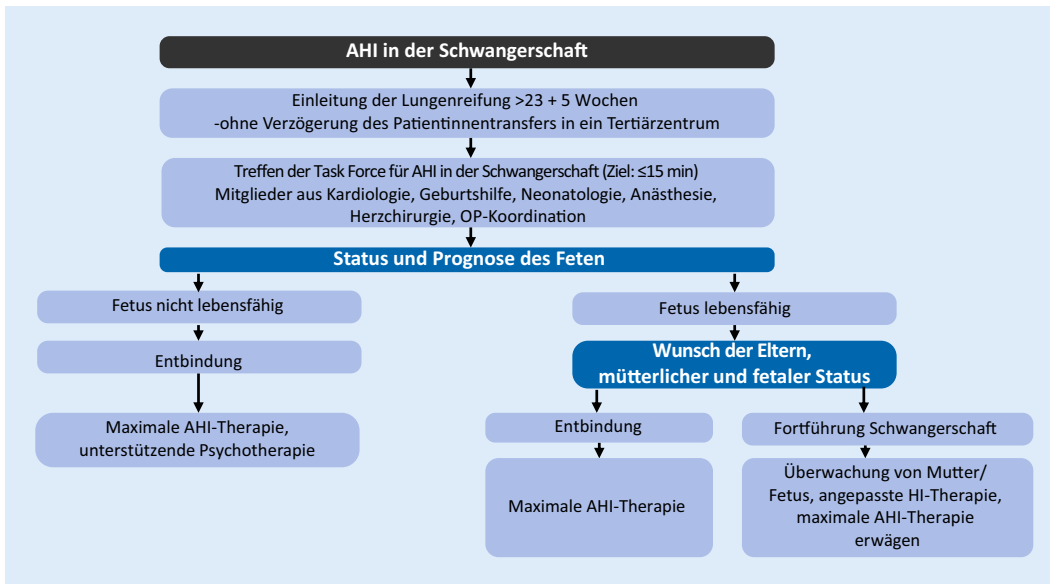 AHI in der Schwangerschaft
Einleitung der Lungenreifung >23 + 5 Wochen
-ohne Verzögerung des Patientinnentransfers in ein Tertiärzentrum
Treffen der Task Force für AHI in der Schwangerschaft (Ziel: ≤15 min)
Mitglieder aus Kardiologie, Geburtshilfe, Neonatologie, Anästhesie,
Herzchirurgie, OP-Koordination
Status und Prognose des Feten
Fetus nicht lebensfähig
Entbindung
Maximale AHI-Therapie,
unterstützende Psychotherapie
Fetus lebensfähig
Wunsch der Eltern,
mütterlicher und fetaler Status
Entbindung
Maximale AHI-Therapie
Fortführung Schwangerschaft
Überwachung von Mutter/
Fetus, angepasste HI-Therapie,
maximale AHI-Therapie
erwägen